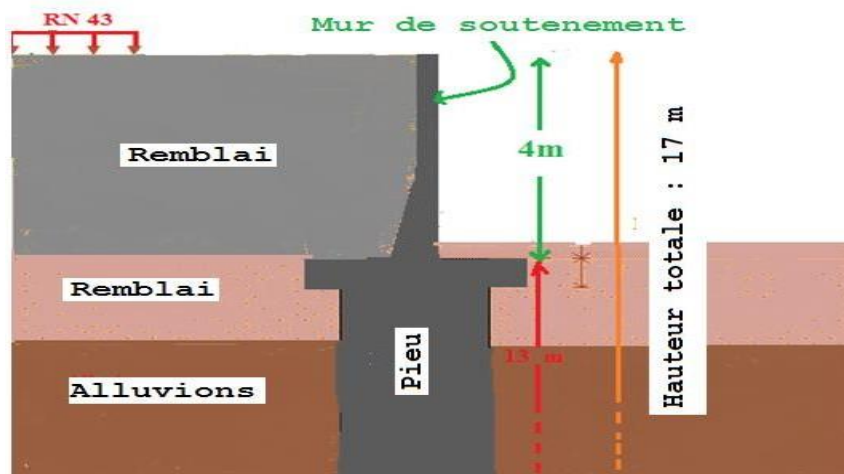 RN 43
Mur de soutenement
Remblai
4m
Hauteur totale : 17 m
Remblai
Pieu
13 m
Alluvions